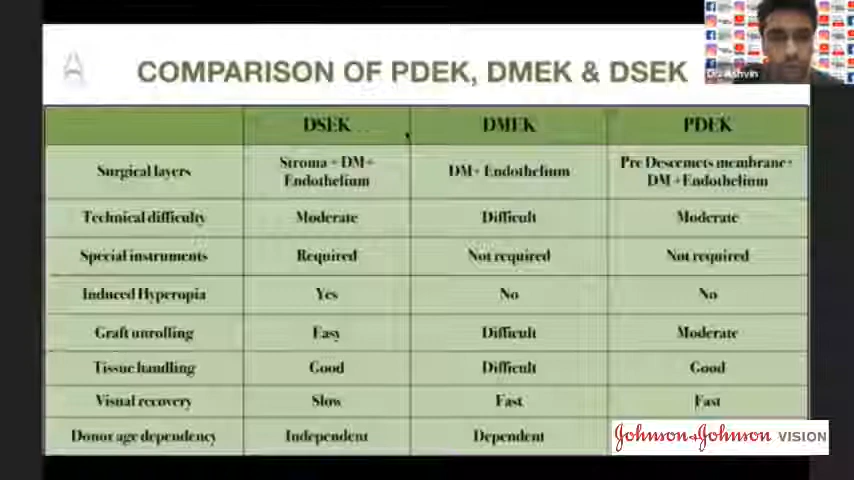 COMPARISON OF PDEK, DMEK & DSEK
DSEK DMEK PDEK
Surgical layers Stroma + DM+ Endothelium DM+ Endothelium Pre Descemets membrane+ DM +Endothelium
Technical difficulty Moderate Difficult Moderate
Special instruments Required Not required Not required
Induced Hyperopia Yes No No
Graft unrolling Easy Difficult Moderate
Tissue handling Good Difficult Good
Visual recovery Slow Fast Fast
Donor age dependency Independent Dependent
Johnson+Johnson VISION